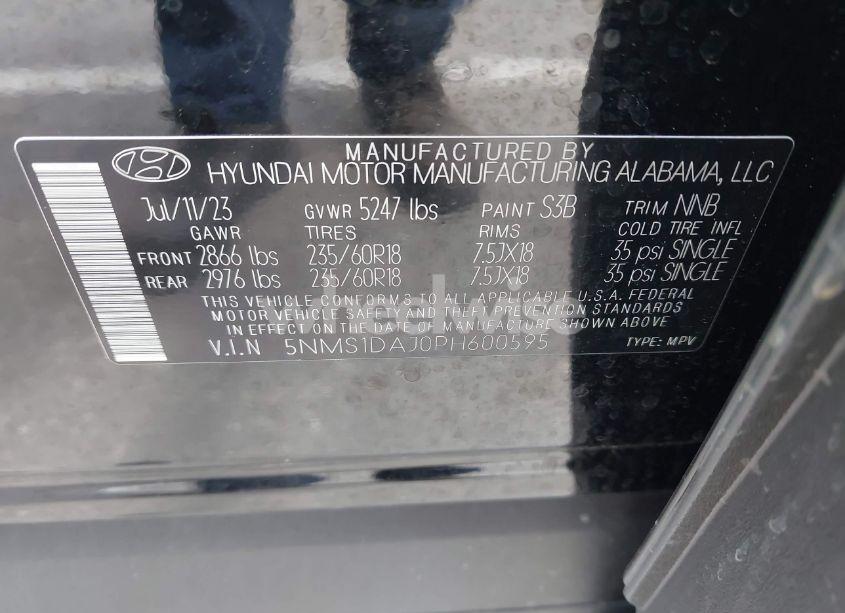 MANUFACTURED BY
HYUNDAI MOTOR MANUFACTURING ALABAMA, LLC
Jul/11/23 GVWR 5247 lbs PAINT S3B TRIM NNB
GAWR TIRES RIMS COLD TIRE INFL
FRONT 2866 lbs 235/60R18 7.5JX18 35 psi SINGLE
REAR 2976 lbs 235/60R18 7.5JX18 35 psi SINGLE
THIS VEHICLE CONFORMS TO ALL APPLICABLE U.S.A. FEDERAL
MOTOR VEHICLE SAFETY AND THEFT PREVENTION STANDARDS
IN EFFECT ON THE DATE OF MANUFACTURE SHOWN ABOVE.
V.I.N 5NMS1DAJ0PH600595 TYPE: MPV